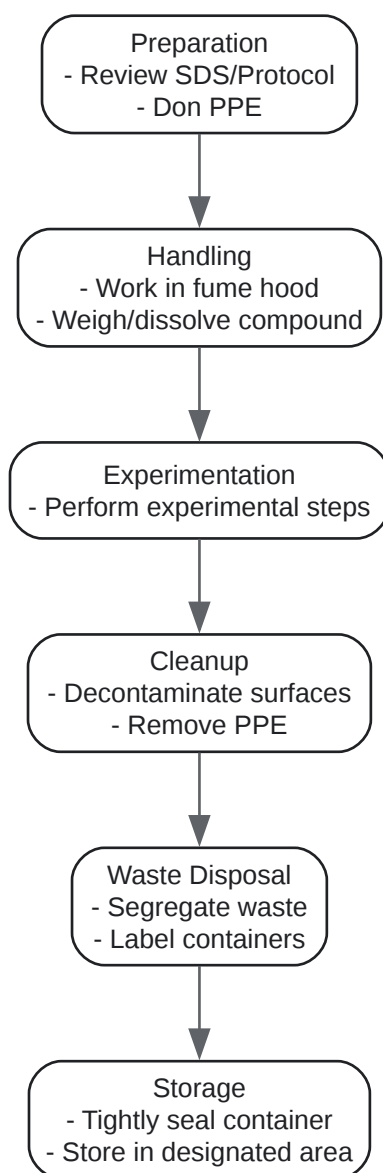 Preparation
- Review SDS/Protocol
- Don PPE
Handling
- Work in fume hood
- Weigh/dissolve compound
Experimentation
- Perform experimental steps
Cleanup
- Decontaminate surfaces
- Remove PPE
Waste Disposal
- Segregate waste
- Label containers
Storage
- Tightly seal container
- Store in designated area